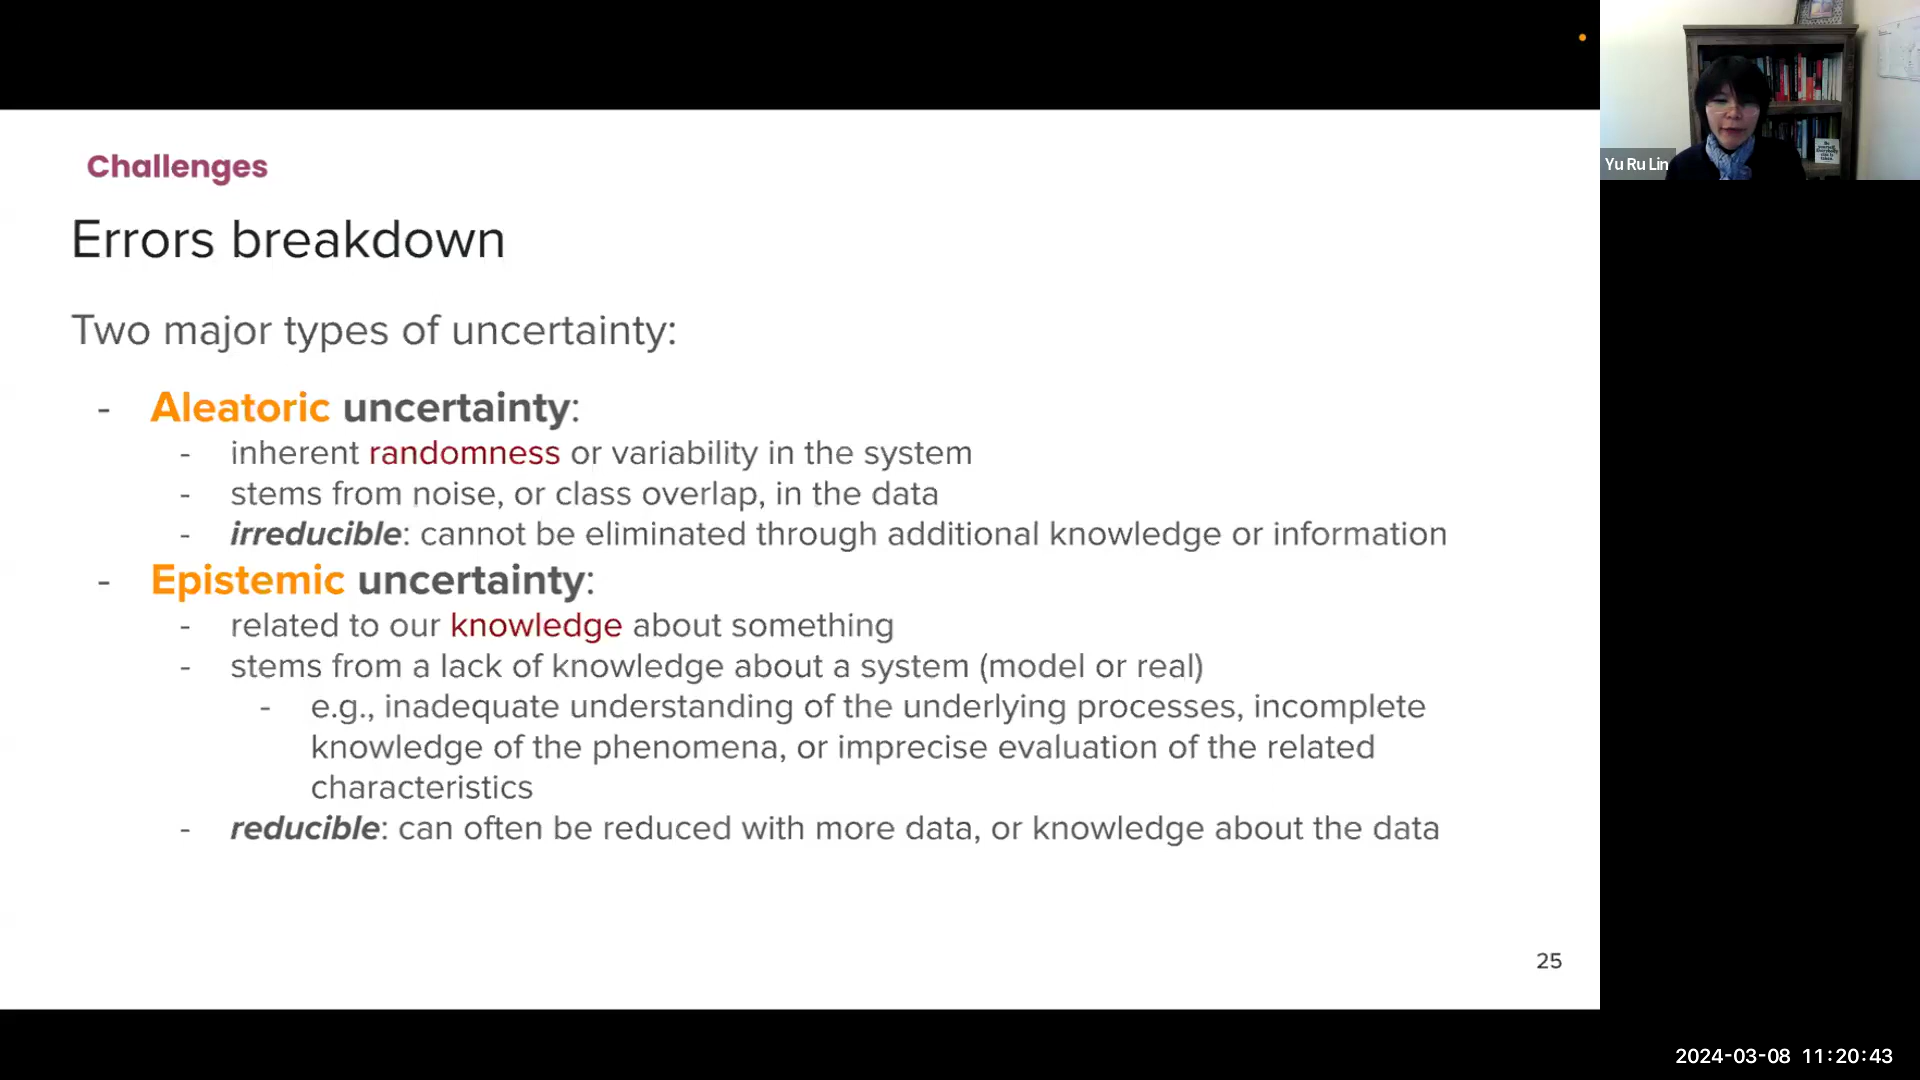 Challenges
Errors breakdown
Two major types of uncertainty:
- Aleatoric uncertainty:
- inherent randomness or variability in the system
- stems from noise, or class overlap, in the data
- irreducible: cannot be eliminated through additional knowledge or information
- Epistemic uncertainty:
- related to our knowledge about something
- stems from a lack of knowledge about a system (model or real)
- e.g., inadequate understanding of the underlying processes, incomplete
knowledge of the phenomena, or imprecise evaluation of the related
characteristics
- reducible: can often be reduced with more data, or knowledge about the data
25
Yu Ru Lin
2024-03-08 11:20:43